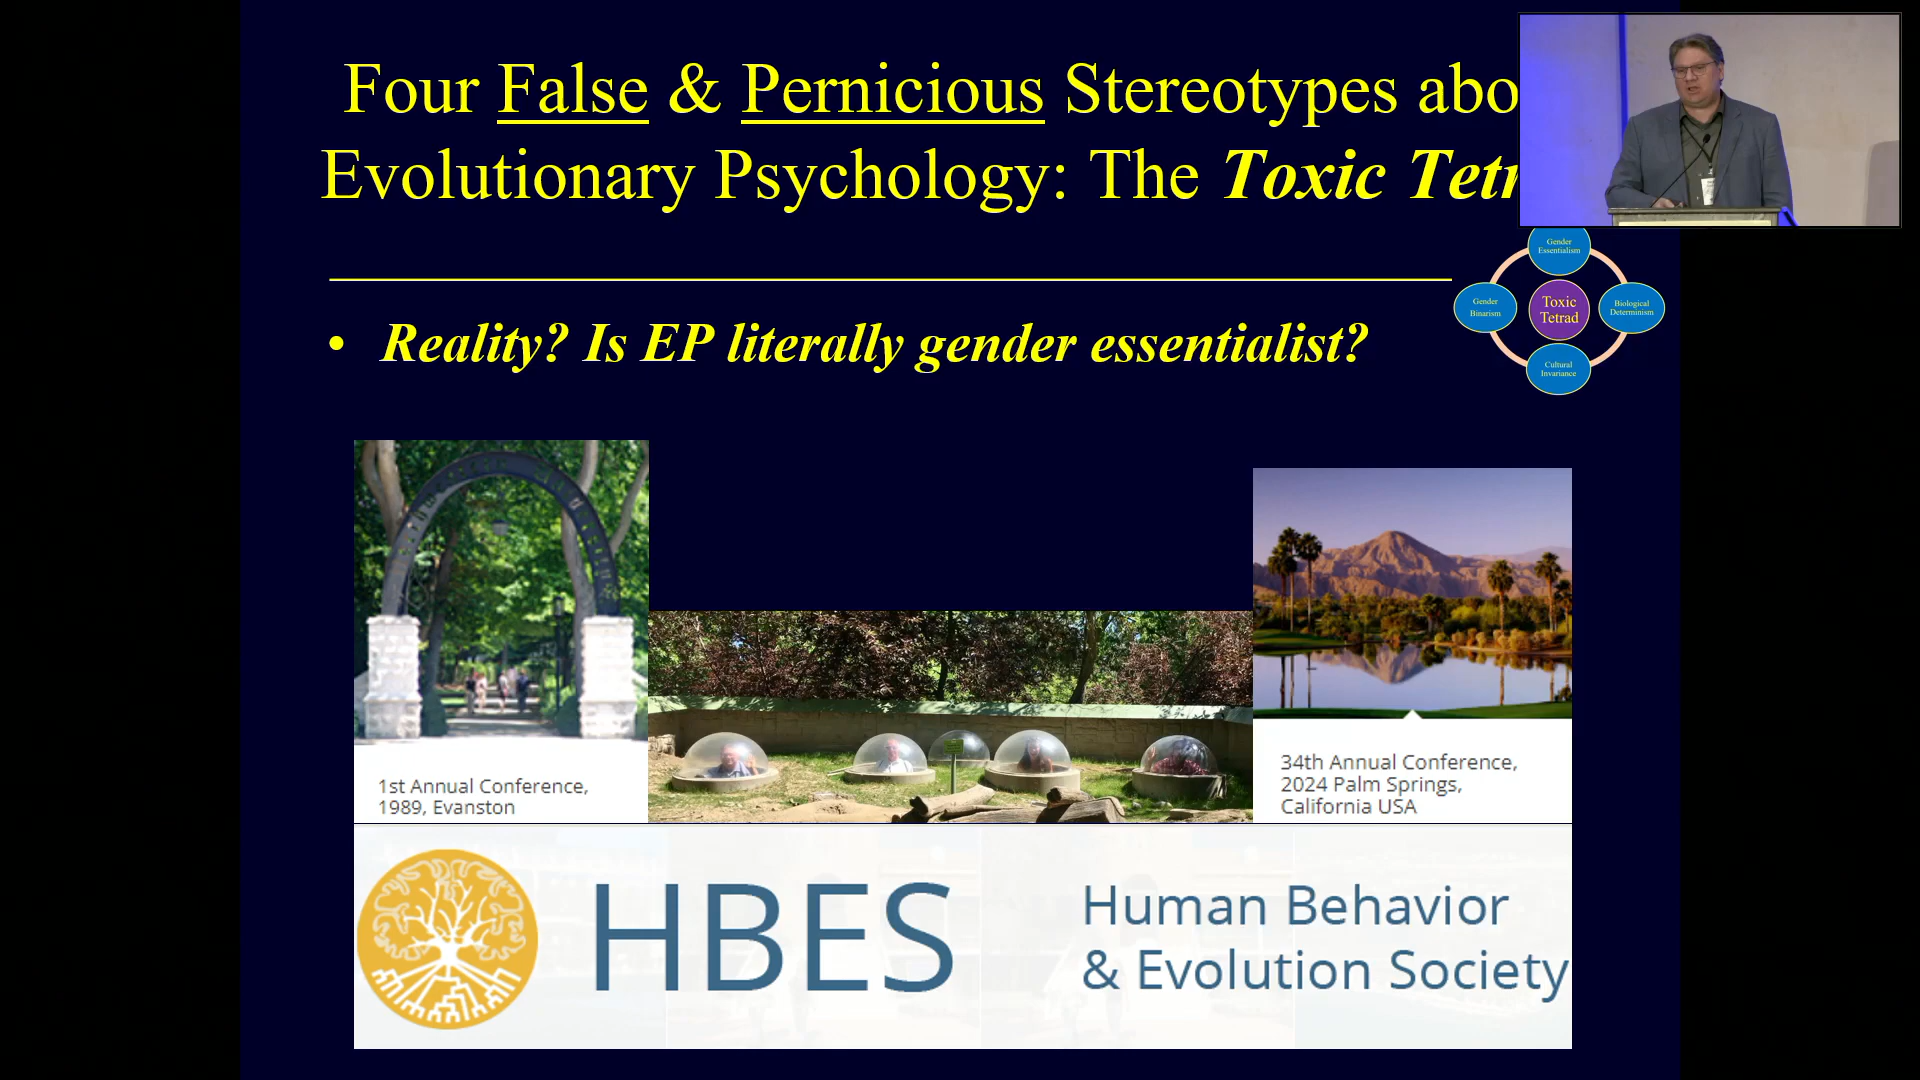 Four False & Pernicious Stereotypes abo
Evolutionary Psychology: The Toxic Tetr
Gender
Essentialism
Gender
Binarism
Toxic
Tetrad
Biological
Determinism
Cultural
Invariance
• Reality? Is EP literally gender essentialist?
1st Annual Conference,
1989, Evanston
34th Annual Conference,
2024 Palm Springs,
California USA
HBES
Human Behavior
& Evolution Society